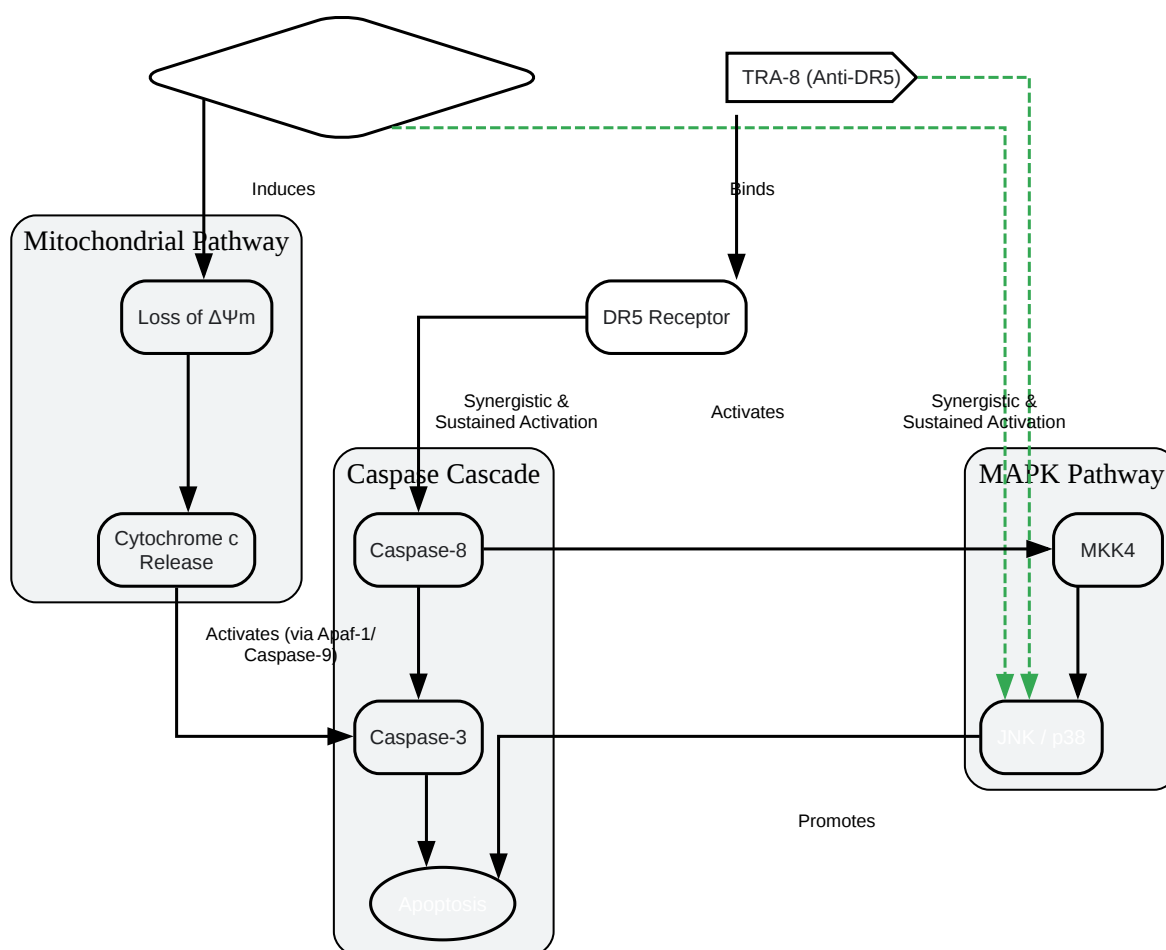 TRA-8 (Anti-DR5)
Induces
Binds
Mitochondrial Pathway
Loss of ΔΨm
DR5 Receptor
Synergistic &
Sustained Activation
Activates
Synergistic &
Sustained Activation
Caspase Cascade
MAPK Pathway
Cytochrome c
Release
Caspase-8
MKK4
Activates (via Apaf-1/
Caspase-9)
Caspase-3
JNK / p38
Promotes
Apoptosis